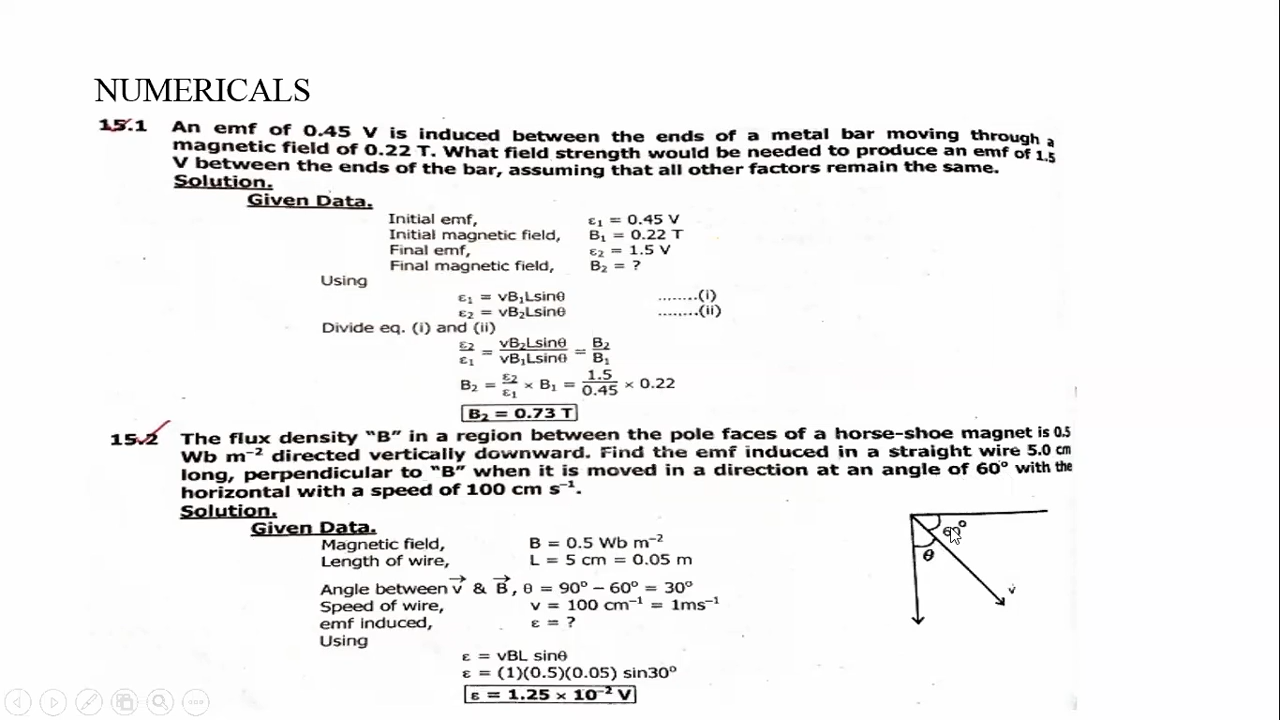 NUMERICALS
15.1 An emf of 0.45 V is induced between the ends of a metal bar moving through a
magnetic field of 0.22 T. What field strength would be needed to produce an emf of 1.5
V between the ends of the bar, assuming that all other factors remain the same.
Solution.
Given Data.
Initial emf, ε₁ = 0.45 V
Initial magnetic field, B₁ = 0.22 T
Final emf, ε₂ = 1.5 V
Final magnetic field, B₂ = ?
Using
ε₁ = vB₁Lsinθ ........(i)
ε₂ = vB₂Lsinθ ........(ii)
Divide eq. (i) and (ii)
ε₂/ε₁ = vB₂Lsinθ/vB₁Lsinθ = B₂/B₁
B₂ = ε₂/ε₁ × B₁ = 1.5/0.45 × 0.22
B₂ = 0.73 T
15.2 The flux density "B" in a region between the pole faces of a horse-shoe magnet is 0.5
Wb m⁻² directed vertically downward. Find the emf induced in a straight wire 5.0 cm
long, perpendicular to "B" when it is moved in a direction at an angle of 60° with the
horizontal with a speed of 100 cm s⁻¹.
Solution.
Given Data.
Magnetic field, B = 0.5 Wb m⁻²
Length of wire, L = 5 cm = 0.05 m
Angle between v⃗ & B⃗, θ = 90° – 60° = 30°
Speed of wire, v = 100 cm⁻¹ = 1ms⁻¹
emf induced, ε = ?
Using
ε = vBL sinθ
ε = (1)(0.5)(0.05) sin30°
ε = 1.25 × 10⁻² V
60°
θ
v